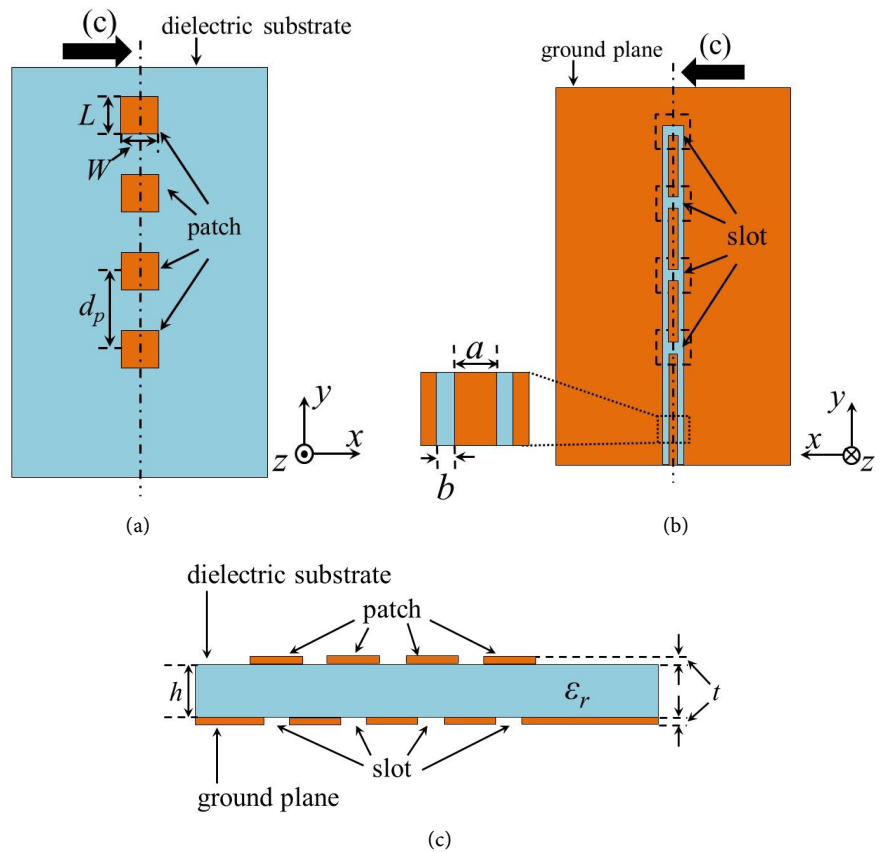 (c)
dielectric substrate
L
W
patch
d_p
y
x
z
(a)
ground plane
(c)
slot
a
b
y
x
z
(b)
dielectric substrate
patch
h
ε_r
t
slot
ground plane
(c)